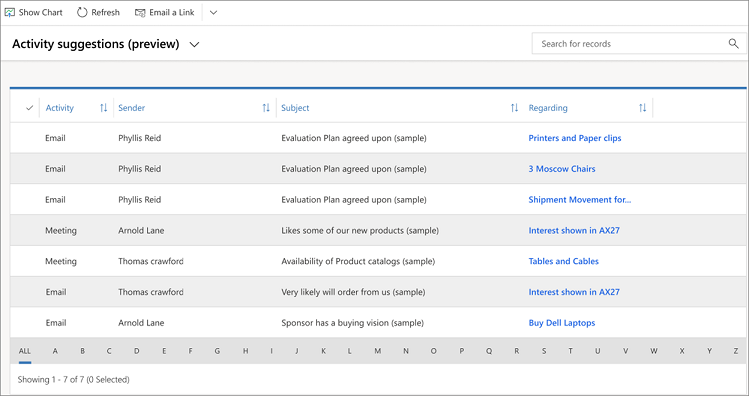 Show Chart Refresh Email a Link
Activity suggestions (preview) Search for records
Activity Sender Subject Regarding
Email Phyllis Reid Evaluation Plan agreed upon (sample) Printers and Paper clips
Email Phyllis Reid Evaluation Plan agreed upon (sample) 3 Moscow Chairs
Email Phyllis Reid Evaluation Plan agreed upon (sample) Shipment Movement for...
Meeting Arnold Lane Likes some of our new products (sample) Interest shown in AX27
Meeting Thomas crawford Availability of Product catalogs (sample) Tables and Cables
Email Thomas crawford Very likely will order from us (sample) Interest shown in AX27
Email Arnold Lane Sponsor has a buying vision (sample) Buy Dell Laptops
ALL A B C D E F G H I J K L M N O P Q R S T U V W X Y Z
Showing 1 - 7 of 7 (0 Selected)